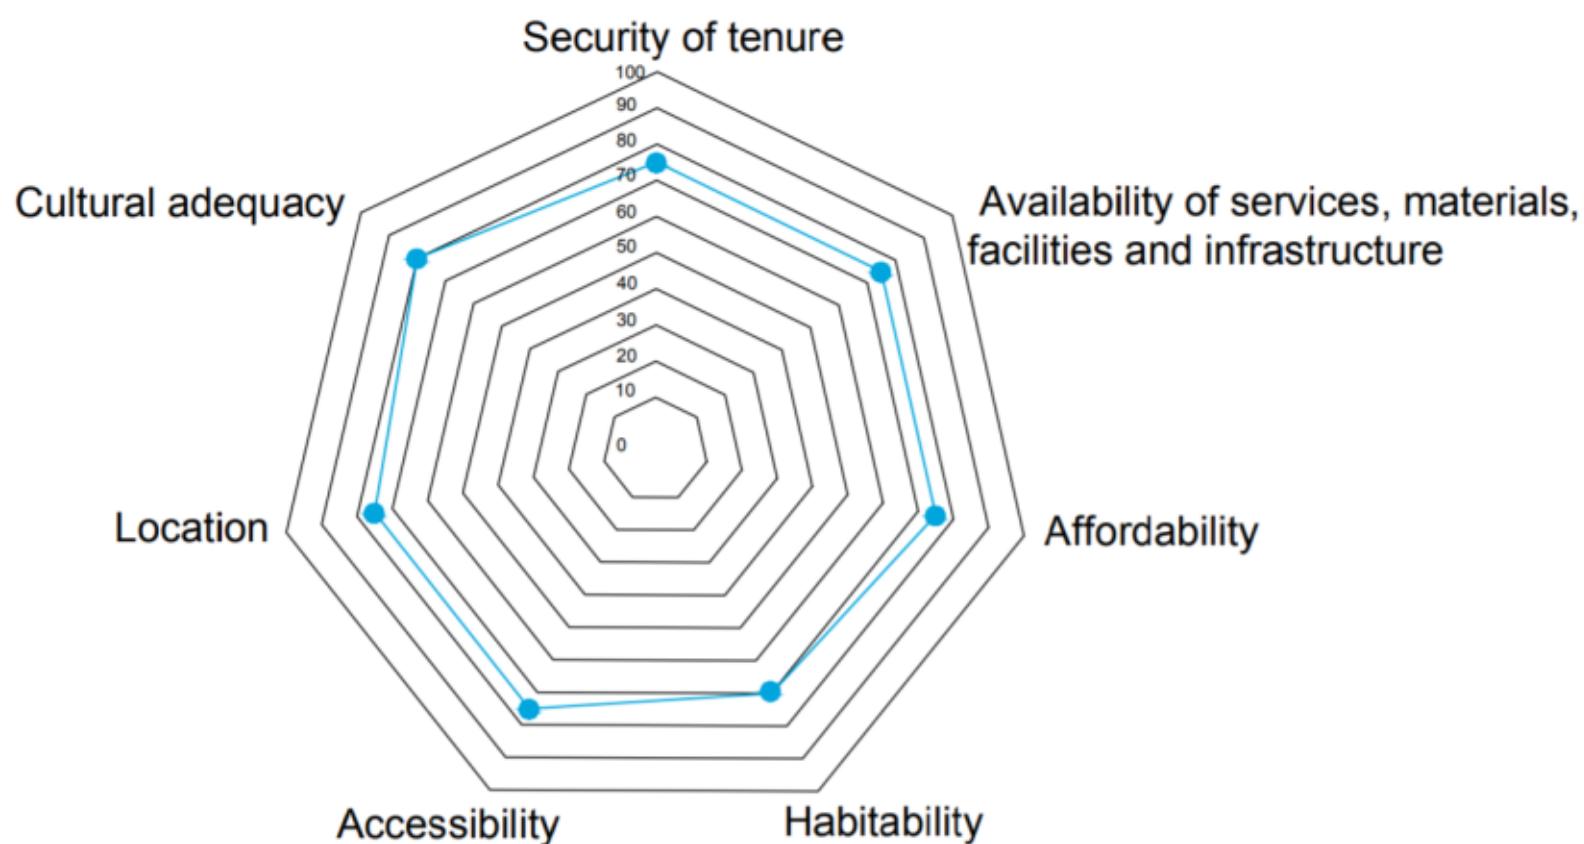 Security of tenure
100
90
80
70
60
50
40
30
20
10
0
Cultural adequacy
Availability of services, materials,
facilities and infrastructure
Location
Affordability
Accessibility
Habitability